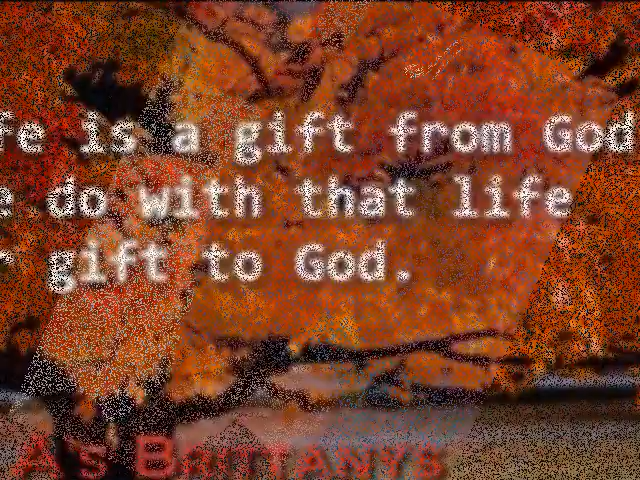 fe is a gift from God
e do with that life
gift to God.
A's Brittanys